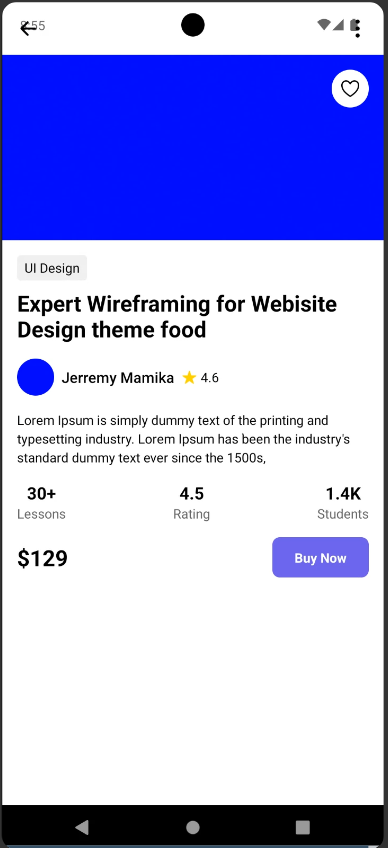 UI Design
Expert Wireframing for Webisite
Design theme food
Jerremy Mamika 4.6
Lorem Ipsum is simply dummy text of the printing and
typesetting industry. Lorem Ipsum has been the industry's
standard dummy text ever since the 1500s,
30+ 4.5 1.4K
Lessons Rating Students
$129 Buy Now